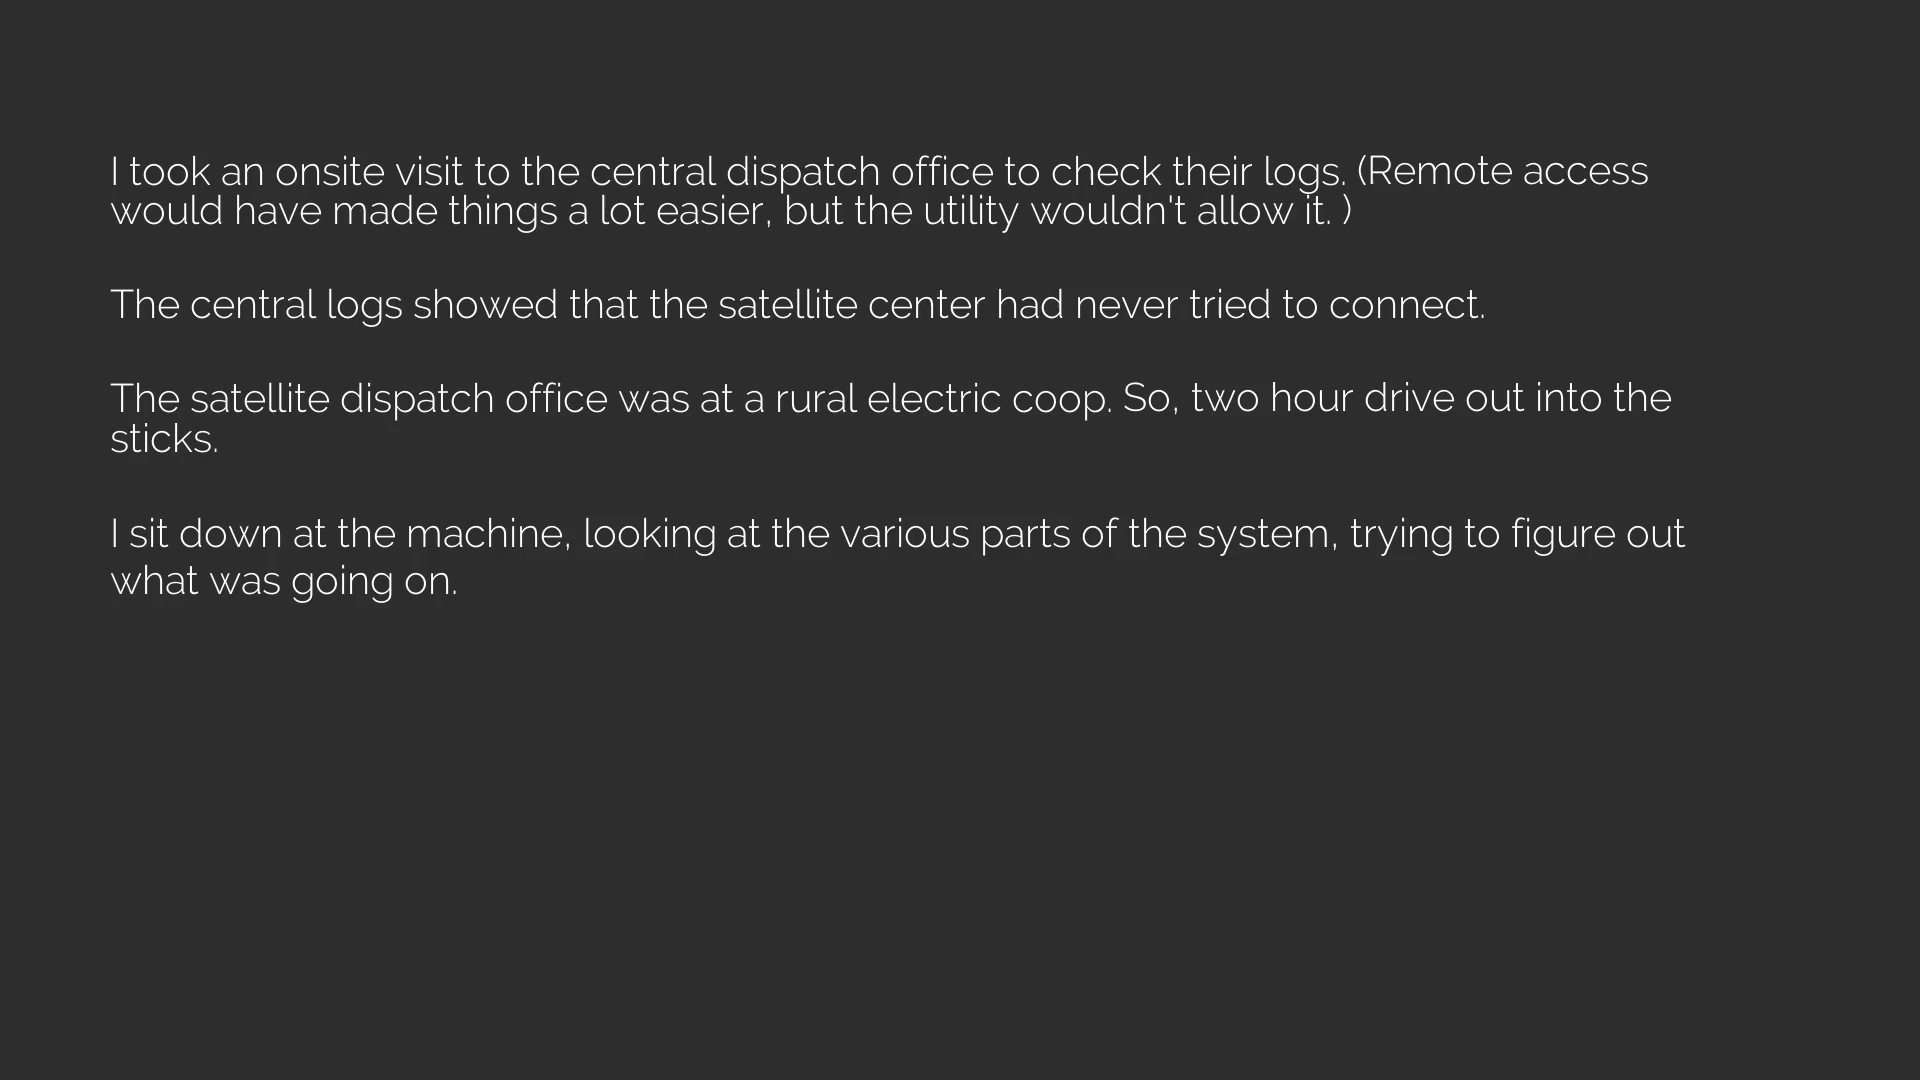 I took an onsite visit to the central dispatch office to check their logs. (Remote access
would have made things a lot easier, but the utility wouldn't allow it. )
The central logs showed that the satellite center had never tried to connect.
The satellite dispatch office was at a rural electric coop. So, two hour drive out into the
sticks.
I sit down at the machine, looking at the various parts of the system, trying to figure out
what was going on.